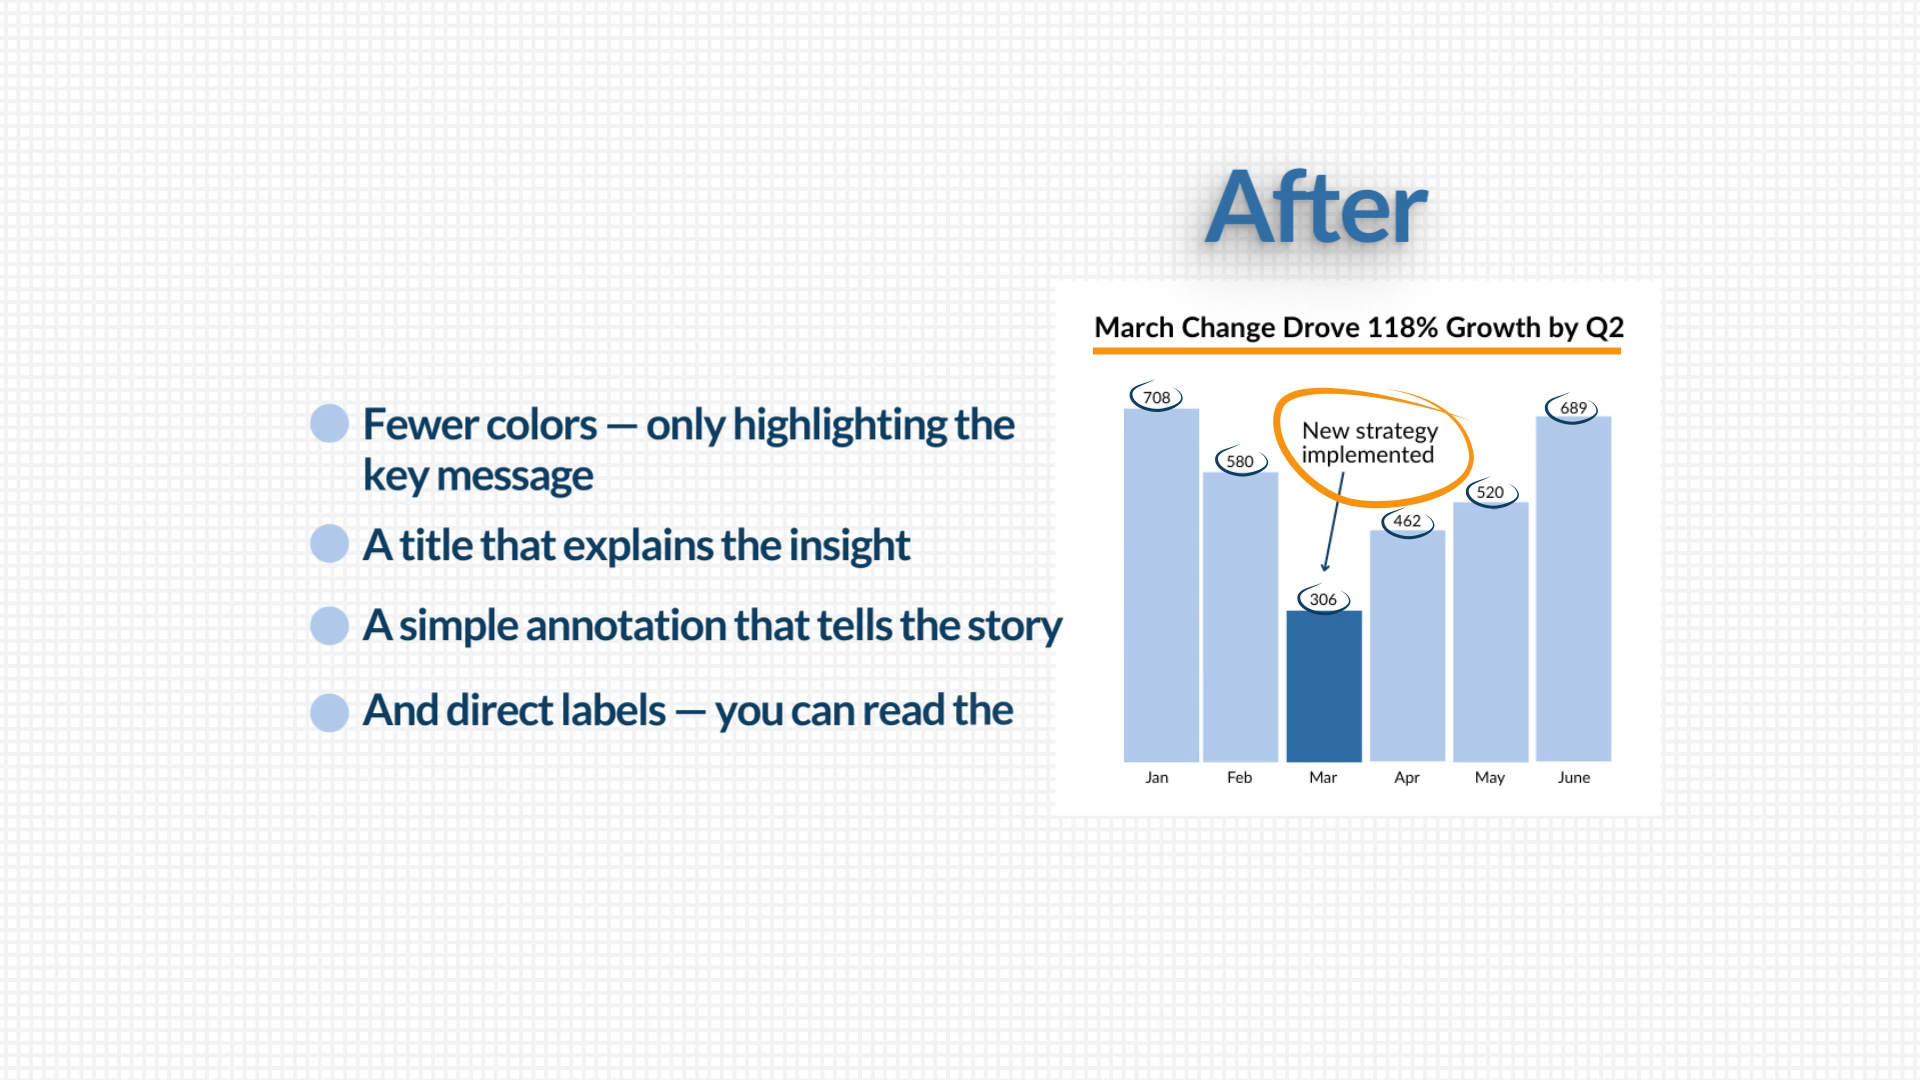 After
Fewer colors — only highlighting the
key message
A title that explains the insight
A simple annotation that tells the story
And direct labels — you can read the
March Change Drove 118% Growth by Q2
708
580
New strategy
implemented
306
462
520
689
Jan
Feb
Mar
Apr
May
June